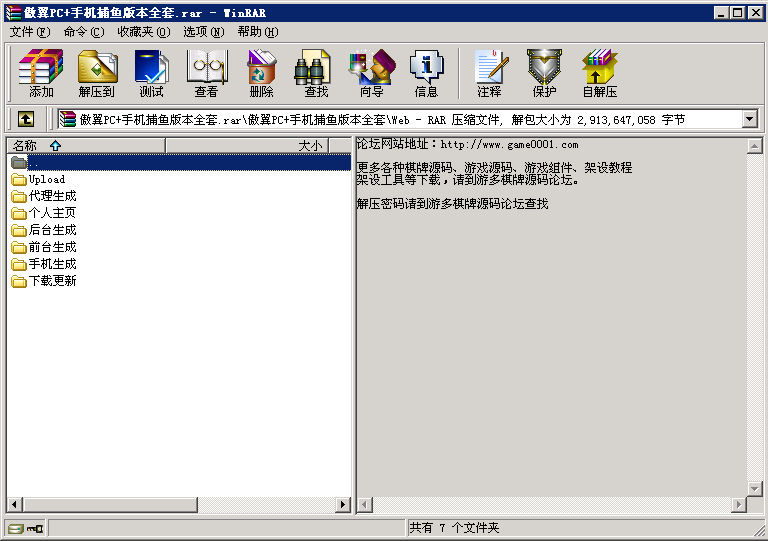 傲翼PC+手机捕鱼版本全套.rar - WinRAR
文件(F) 命令(C) 收藏夹(O) 选项(N) 帮助(H)
添加 解压到 测试 查看 删除 查找 向导 信息 注释 保护 自解压
傲翼PC+手机捕鱼版本全套.rar\傲翼PC+手机捕鱼版本全套\Web - RAR 压缩文件, 解包大小为 2,913,647,058 字节
名称 大小
..
Upload
代理生成
个人主页
后台生成
前台生成
手机生成
下载更新
论坛网站地址：http://www.game0001.com
更多各种棋牌源码、游戏源码、游戏组件、架设教程
架设工具等下载，请到游多棋牌源码论坛。
解压密码请到游多棋牌源码论坛查找
共有 7 个文件夹